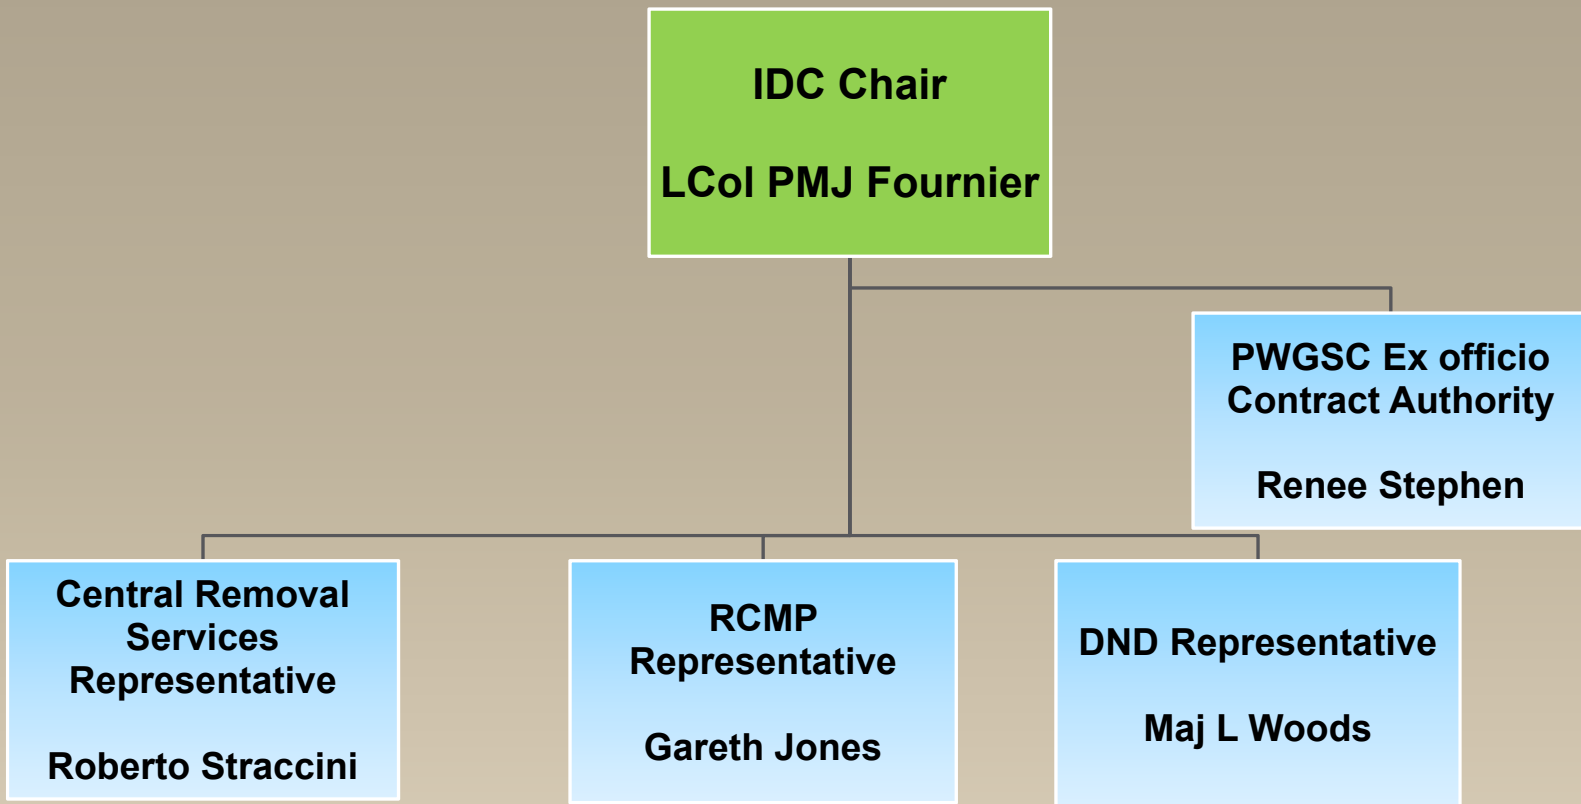 IDC Chair
LCol PMJ Fournier
PWGSC Ex officio
Contract Authority
Renee Stephen
Central Removal
Services
Representative
Roberto Straccini
RCMP
Representative
Gareth Jones
DND Representative
Maj L Woods